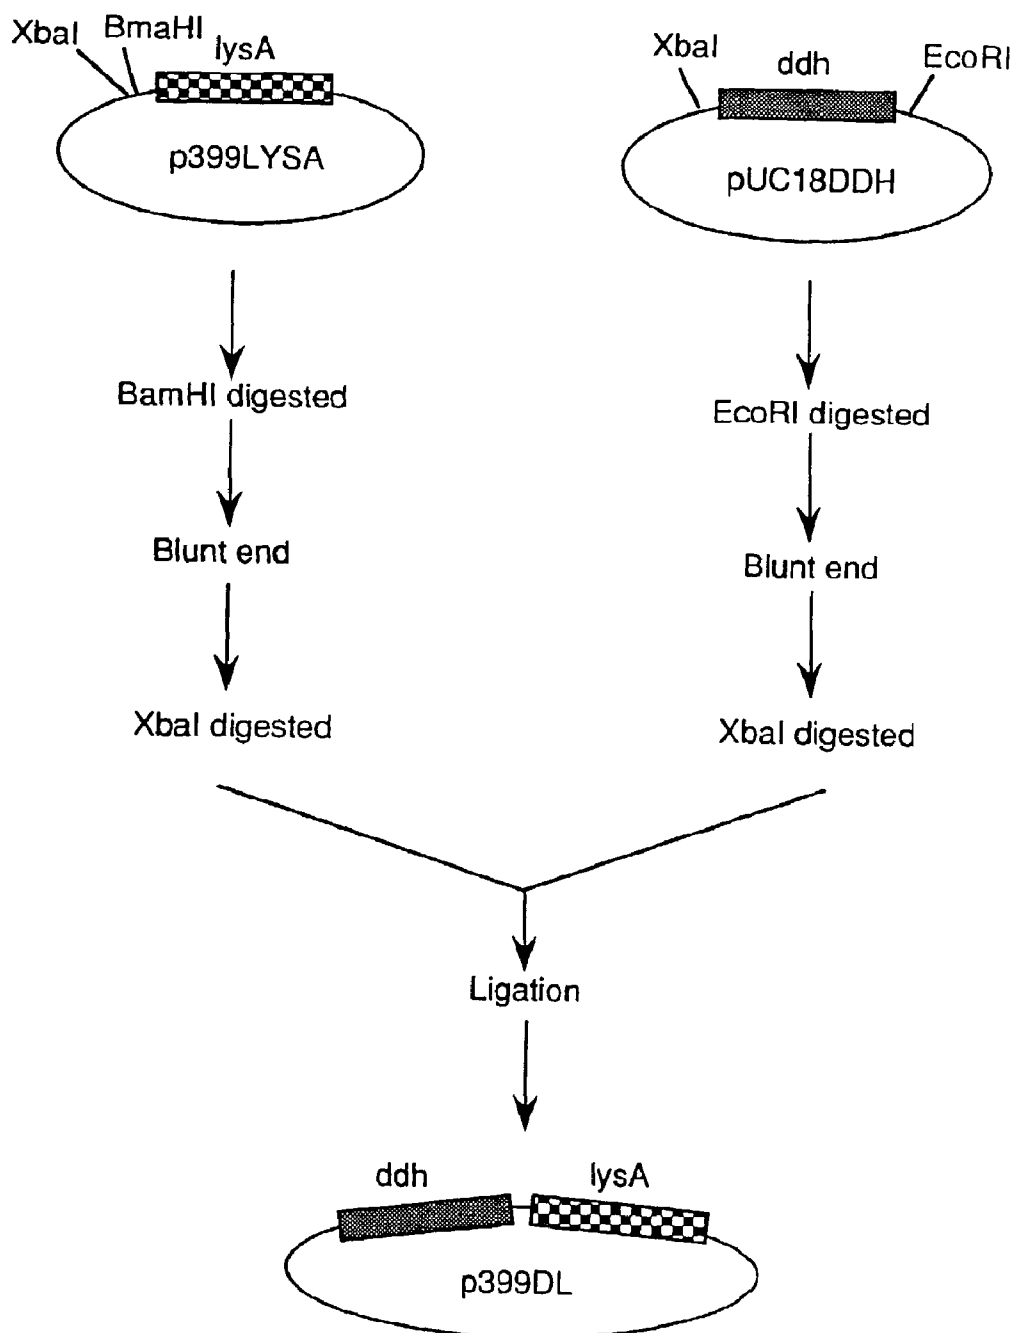 XbaI BmaHI
lysA
p399LYSA
XbaI
ddh
EcoRI
pUC18DDH
BamHI digested
EcoRI digested
Blunt end
Blunt end
XbaI digested
XbaI digested
Ligation
ddh
lysA
p399DL